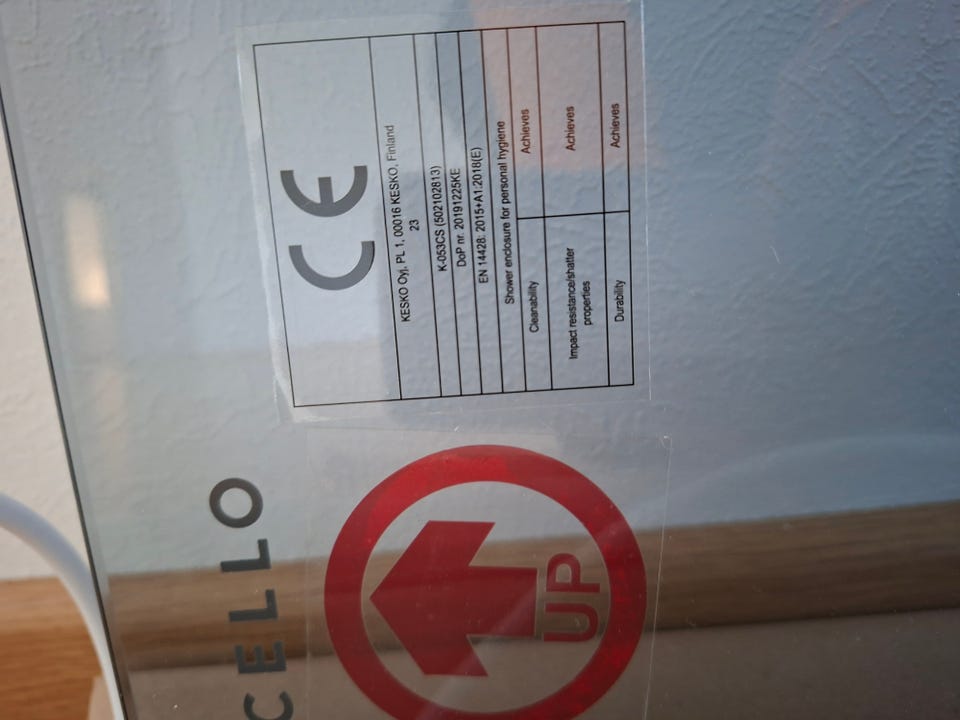 CE
KESKO Oyj, PL 1, 00016 KESKO, Finland
23
K-053CS (502102813)
DoP nr. 20191225KE
EN 14428: 2015+A1:2018(E)
Shower enclosure for personal hygiene
Cleanability Achieves
Impact resistance/shatter
properties Achieves
Durability Achieves
CELLO
UP